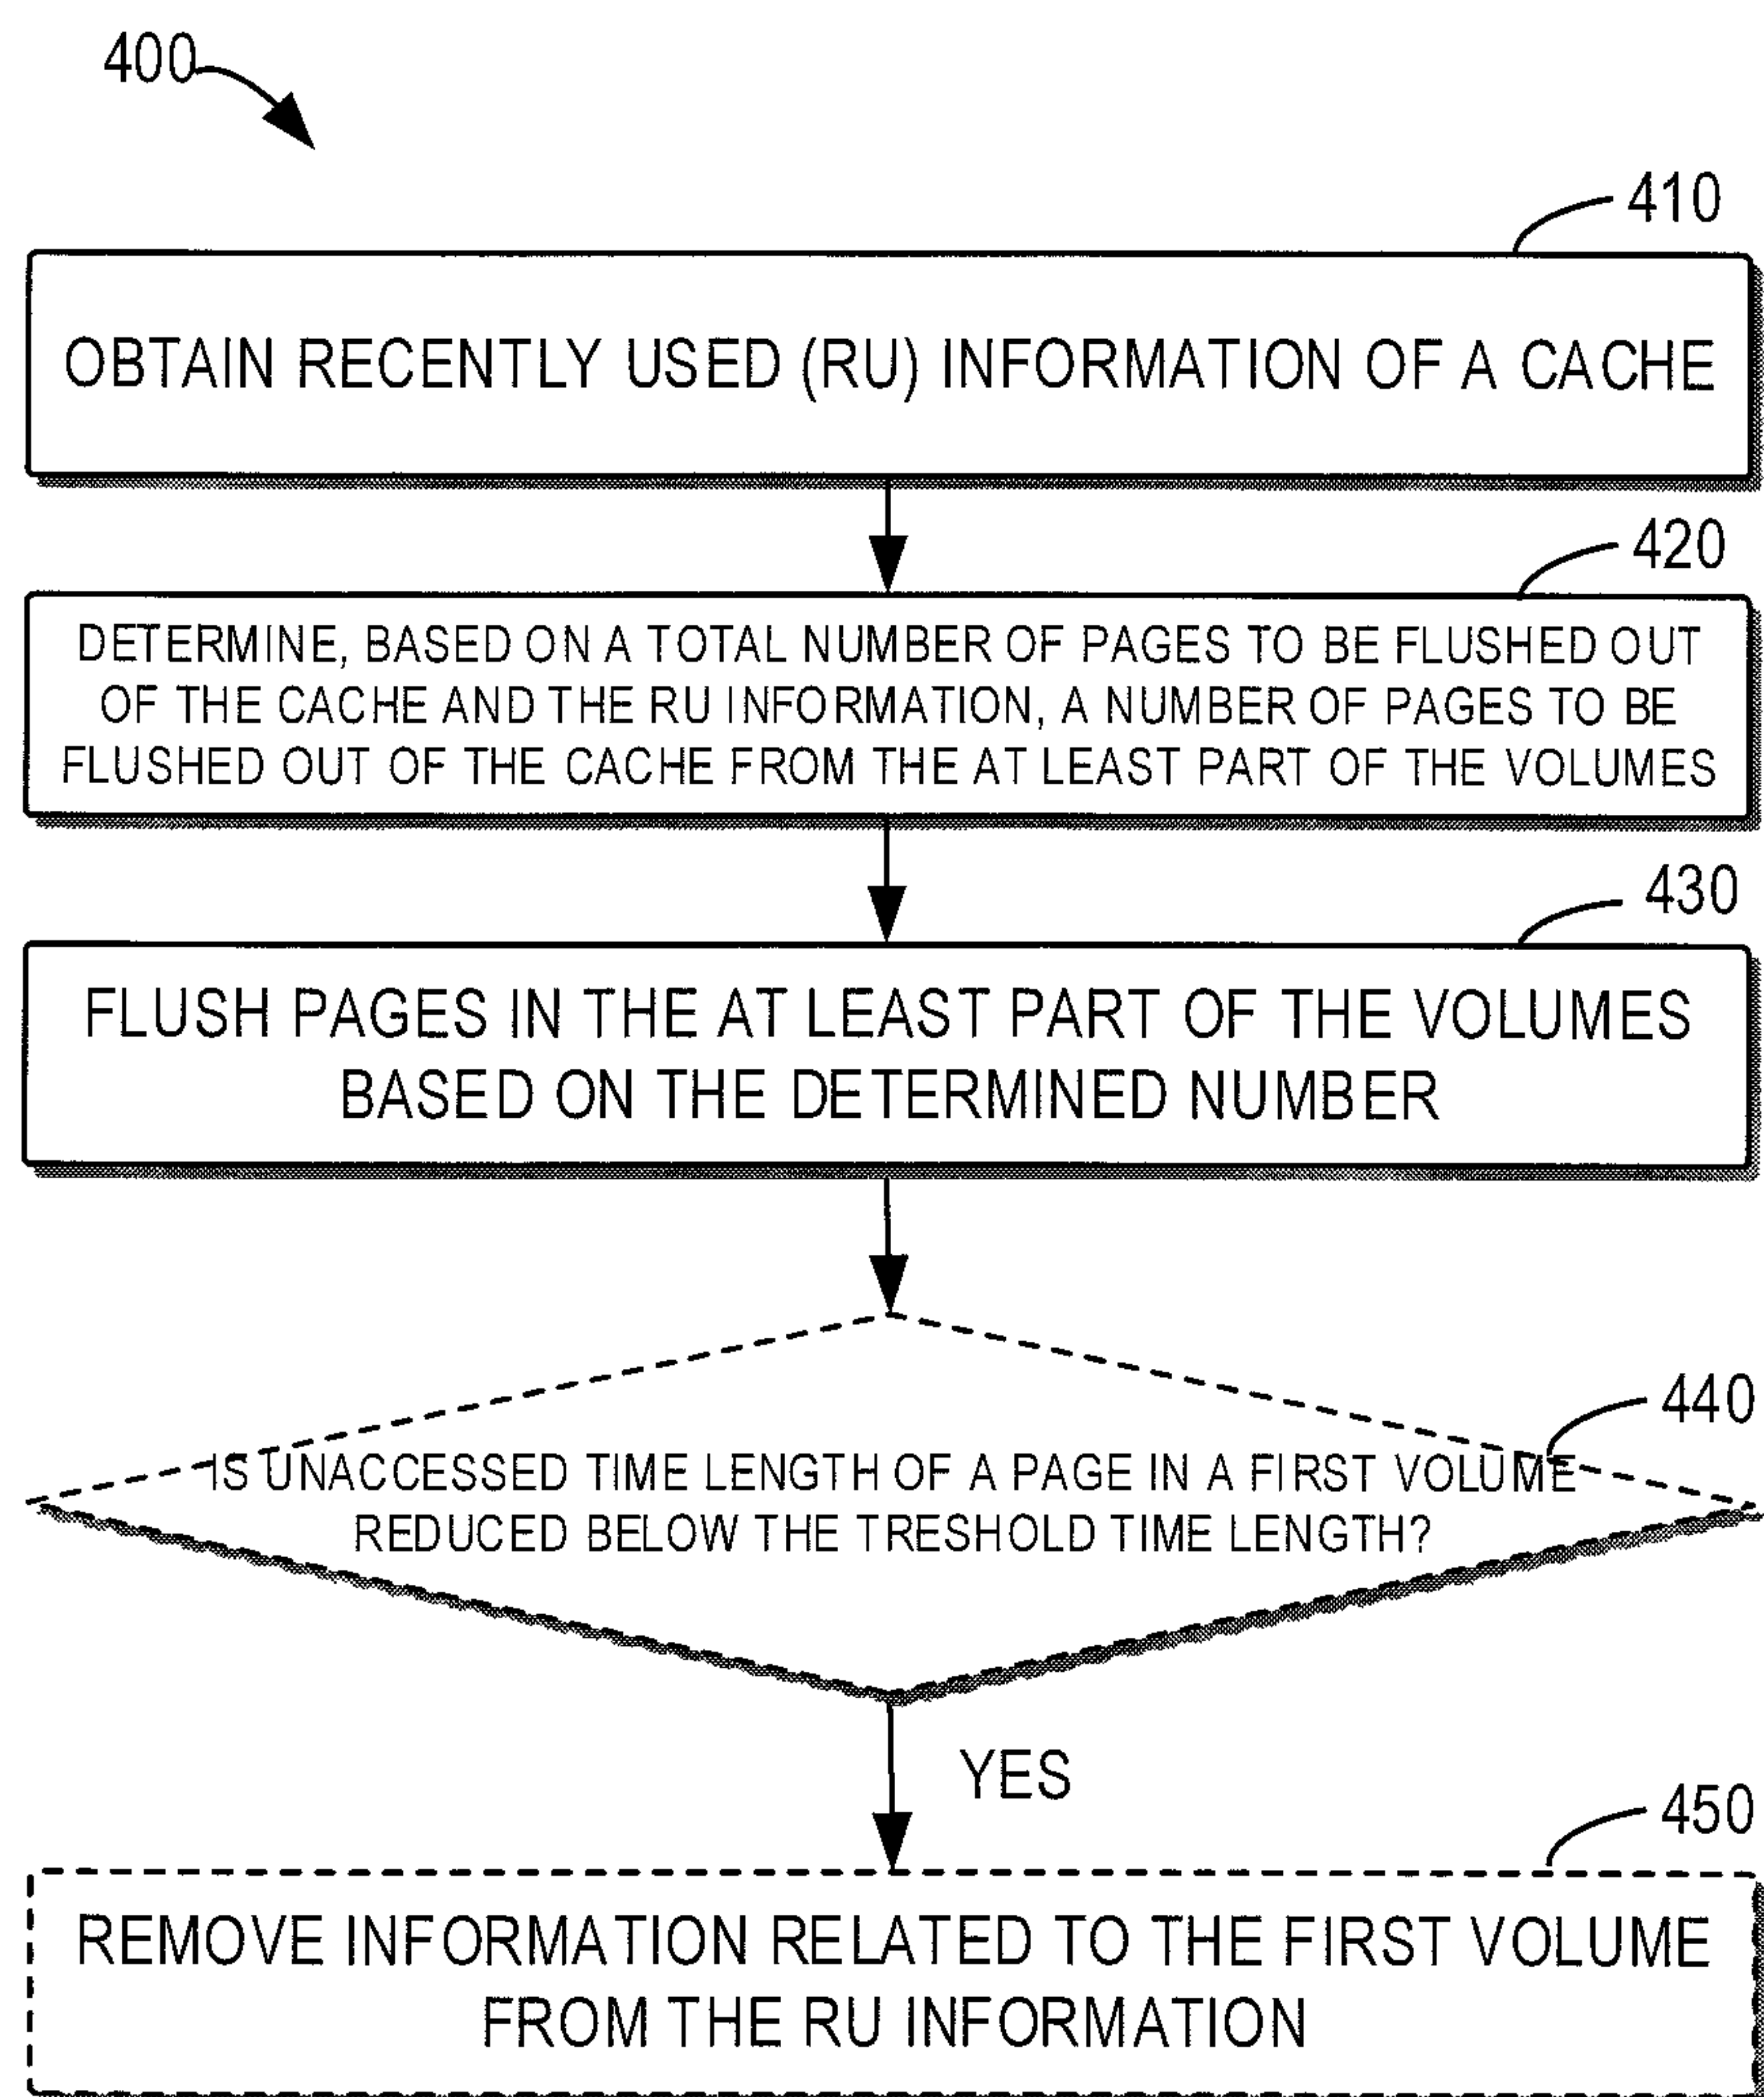 400
410
OBTAIN RECENTLY USED (RU) INFORMATION OF A CACHE
420
DETERMINE, BASED ON A TOTAL NUMBER OF PAGES TO BE FLUSHED OUT
OF THE CACHE AND THE RU INFORMATION, A NUMBER OF PAGES TO BE
FLUSHED OUT OF THE CACHE FROM THE AT LEAST PART OF THE VOLUMES
430
FLUSH PAGES IN THE AT LEAST PART OF THE VOLUMES
BASED ON THE DETERMINED NUMBER
440
IS UNACCESSED TIME LENGTH OF A PAGE IN A FIRST VOLUME
REDUCED BELOW THE TRESHOLD TIME LENGTH?
YES
450
REMOVE INFORMATION RELATED TO THE FIRST VOLUME
FROM THE RU INFORMATION